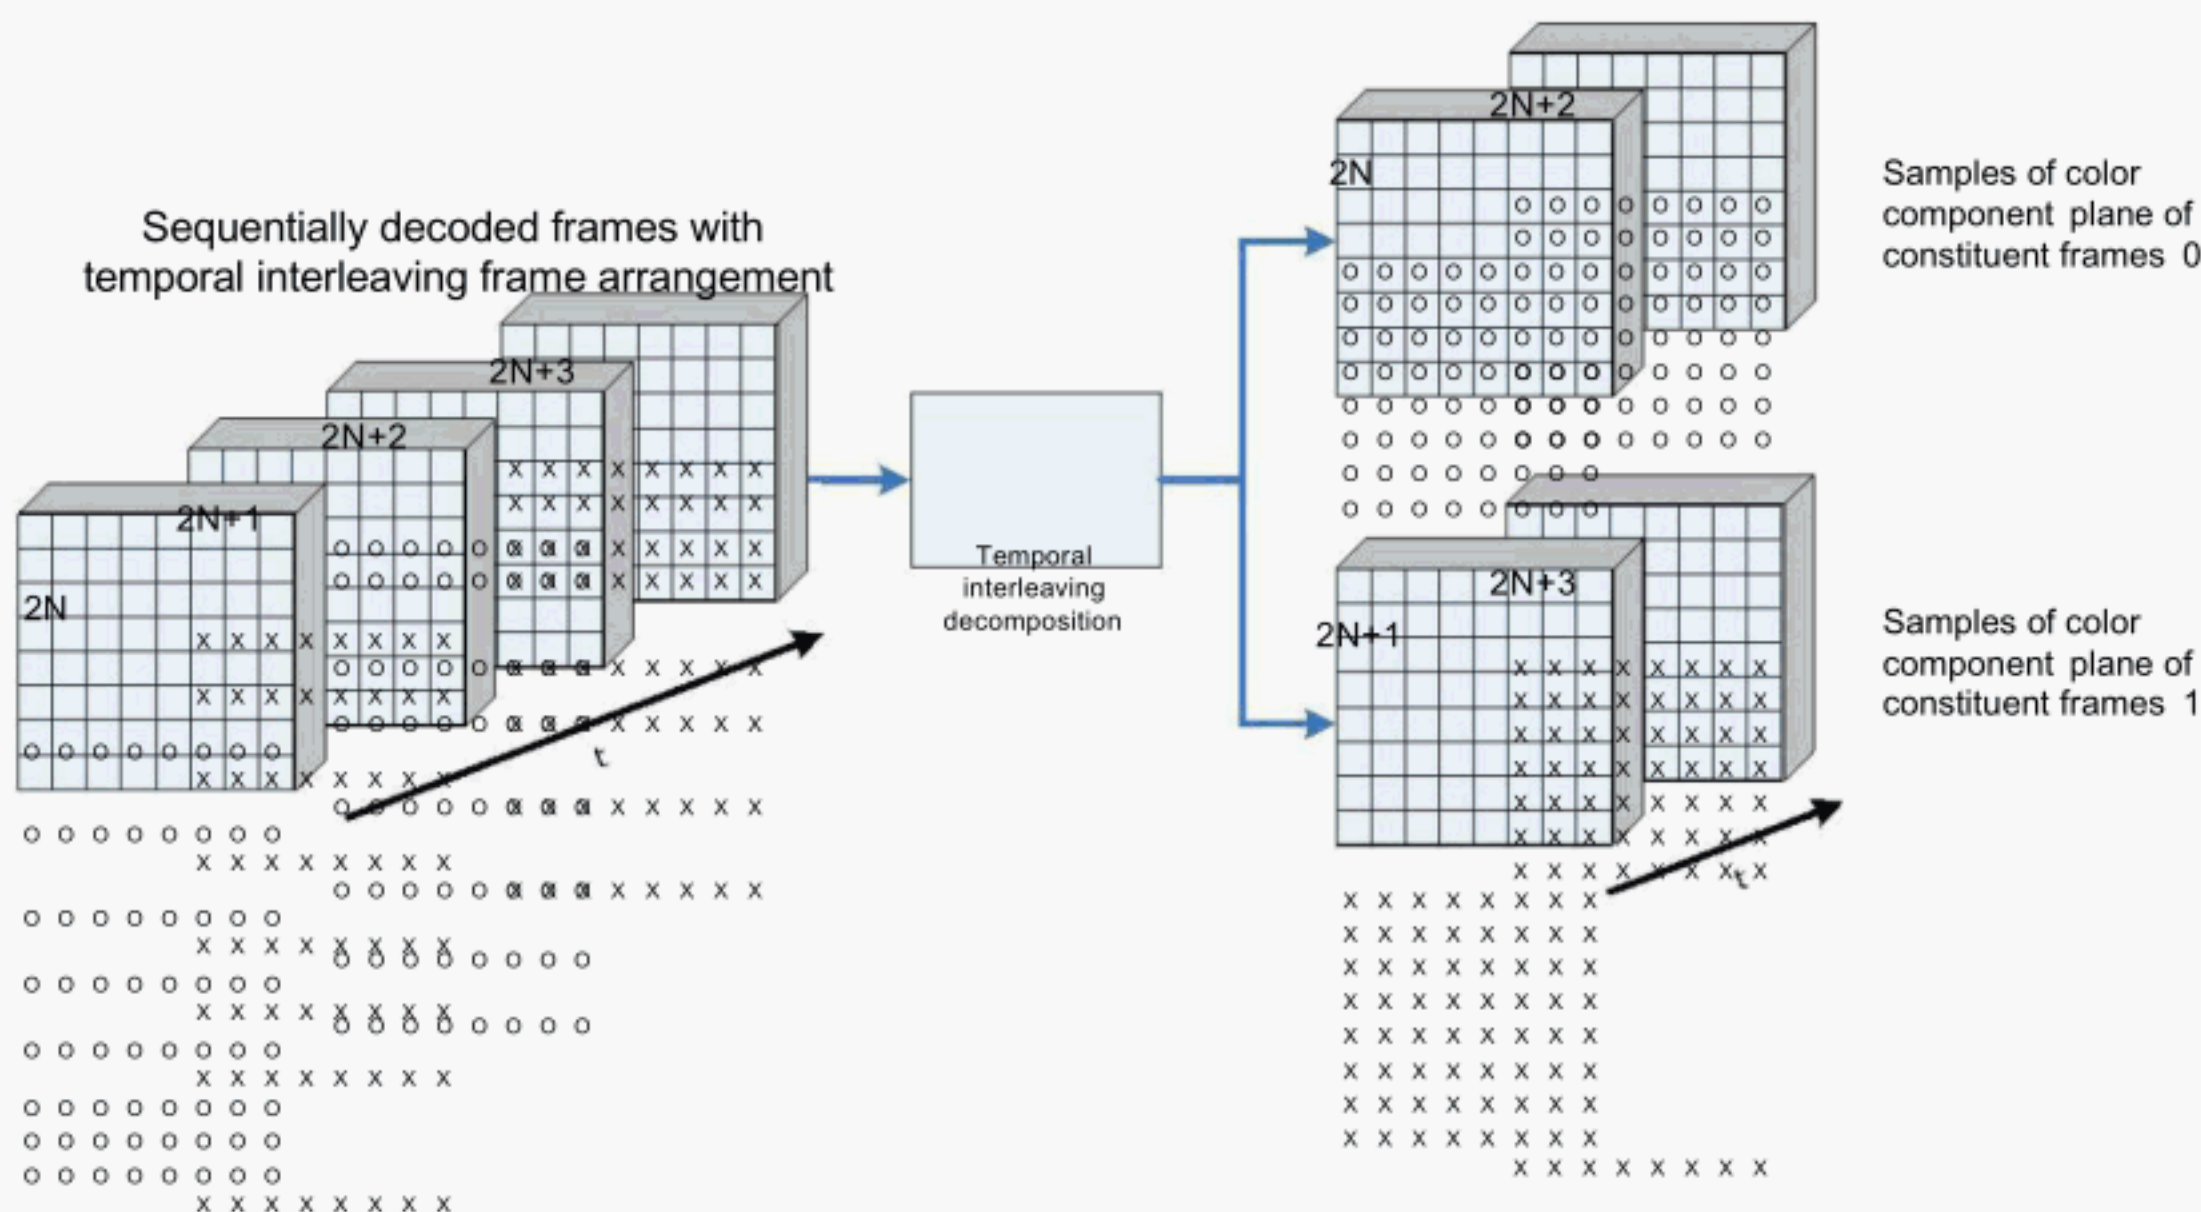 Sequentially decoded frames with
temporal interleaving frame arrangement
2N
2N+1
2N+2
2N+3
t
Temporal
interleaving
decomposition
2N
2N+2
Samples of color
component plane of
constituent frames 0
2N+1
2N+3
t
Samples of color
component plane of
constituent frames 1